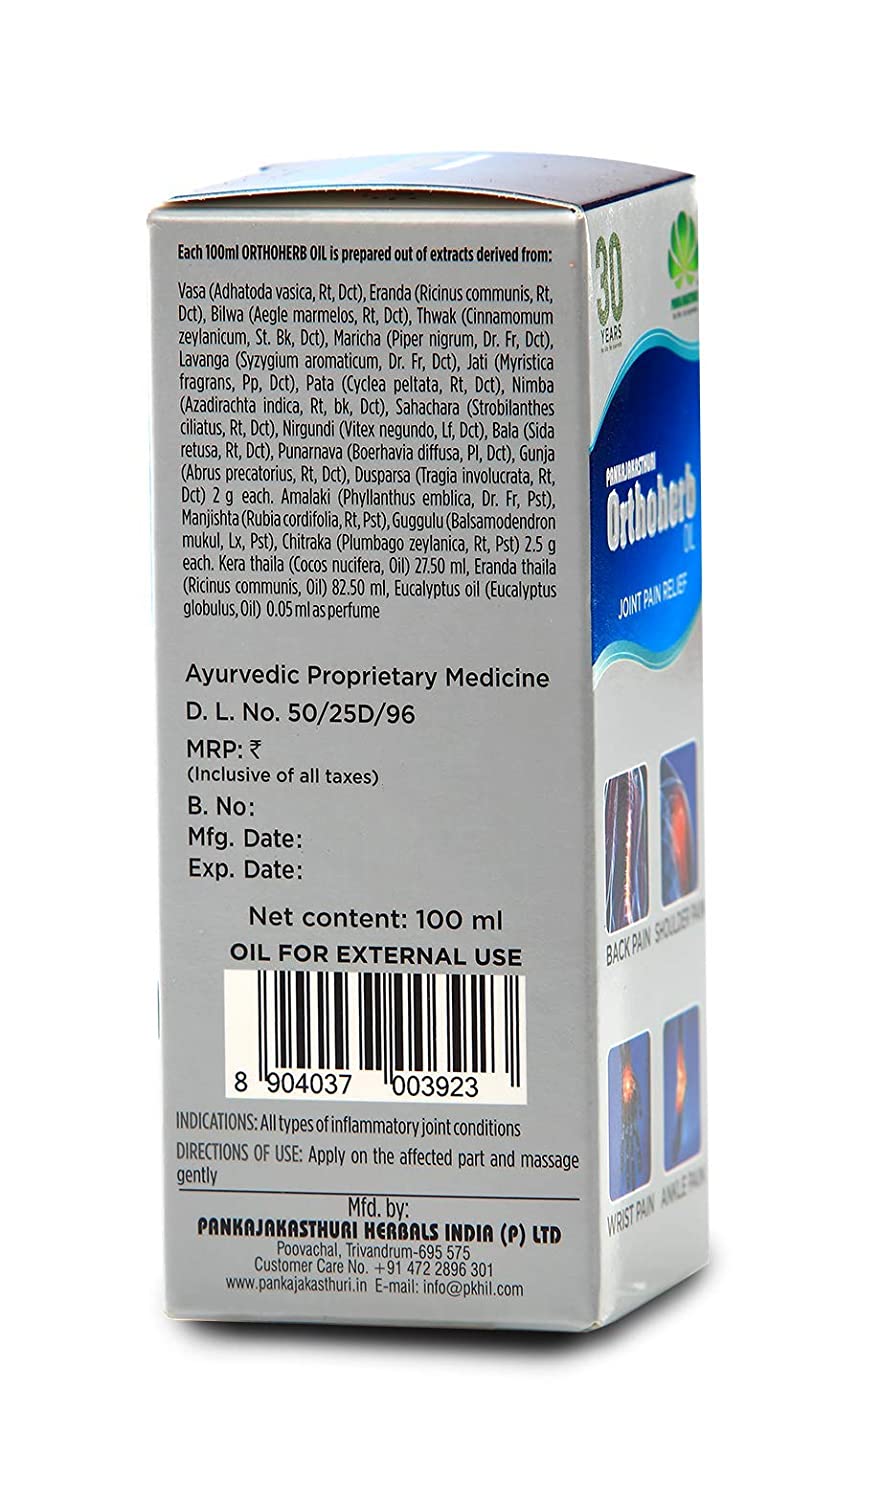 Each 100ml ORTHOHERB OIL is prepared out of extracts derived from:
Vasa (Adhatoda vasica, Rt, Dct), Eranda (Ricinus communis, Rt,
Dct), Bilwa (Aegle marmelos, Rt, Dct), Thwak (Cinnamomum
zeylanicum, St. Bk, Dct), Maricha (Piper nigrum, Dr. Fr, Dct),
Lavanga (Syzygium aromaticum, Dr. Fr, Dct), Jati (Myristica
fragrans, Pp, Dct), Pata (Cyclea peltata, Rt, Dct), Nimba
(Azadirachta indica, Rt, bk, Dct), Sahachara (Strobilanthes
ciliatus, Rt, Dct), Nirgundi (Vitex negundo, Lf, Dct), Bala (Sida
retusa, Rt, Dct), Punarnava (Boerhavia diffusa, Pl, Dct), Gunja
(Abrus precatorius, Rt, Dct), Dusparsa (Tragia involucrata, Rt,
Dct) 2 g each. Amalaki (Phyllanthus emblica, Dr. Fr, Pst),
Manjishta (Rubia cordifolia, Rt, Pst), Guggulu (Balsamodendron
mukul, Lx, Pst), Chitraka (Plumbago zeylanica, Rt, Pst) 2.5 g
each. Kera thaila (Cocos nucifera, Oil) 27.50 ml, Eranda thaila
(Ricinus communis, Oil) 82.50 ml, Eucalyptus oil (Eucalyptus
globulus, Oil) 0.05 ml as perfume
Ayurvedic Proprietary Medicine
D. L. No. 50/25D/96
MRP: ₹
(Inclusive of all taxes)
B. No:
Mfg. Date:
Exp. Date:
Net content: 100 ml
OIL FOR EXTERNAL USE
8 904037 003923
INDICATIONS: All types of inflammatory joint conditions
DIRECTIONS OF USE: Apply on the affected part and massage
gently
Mfd. by:
PANKAJAKASTHURI HERBALS INDIA (P) LTD
Poovachal, Trivandrum-695 575
Customer Care No. +91 472 2896 301
www.pankajakasthuri.in E-mail: info@pkhil.com
30
YEARS
PANKAJAKASTHURI
PANKAJAKASTHURI
Orthoherb
OIL
JOINT PAIN RELIEF
BACK PAIN
SHOULDER PAIN
WRIST PAIN
ANKLE PAIN